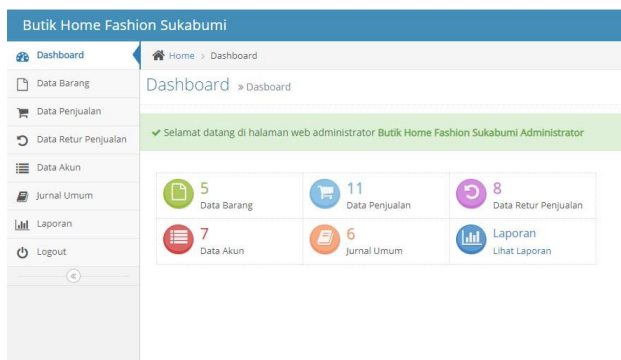 Butik Home Fashion Sukabumi
Dashboard
Data Barang
Data Penjualan
Data Retur Penjualan
Data Akun
Jurnal Umum
Laporan
Logout
Home > Dashboard
Dashboard » Dasboard
Selamat datang di halaman web administrator Butik Home Fashion Sukabumi Administrator
5
Data Barang
11
Data Penjualan
8
Data Retur Penjualan
7
Data Akun
6
Jurnal Umum
Laporan
Lihat Laporan